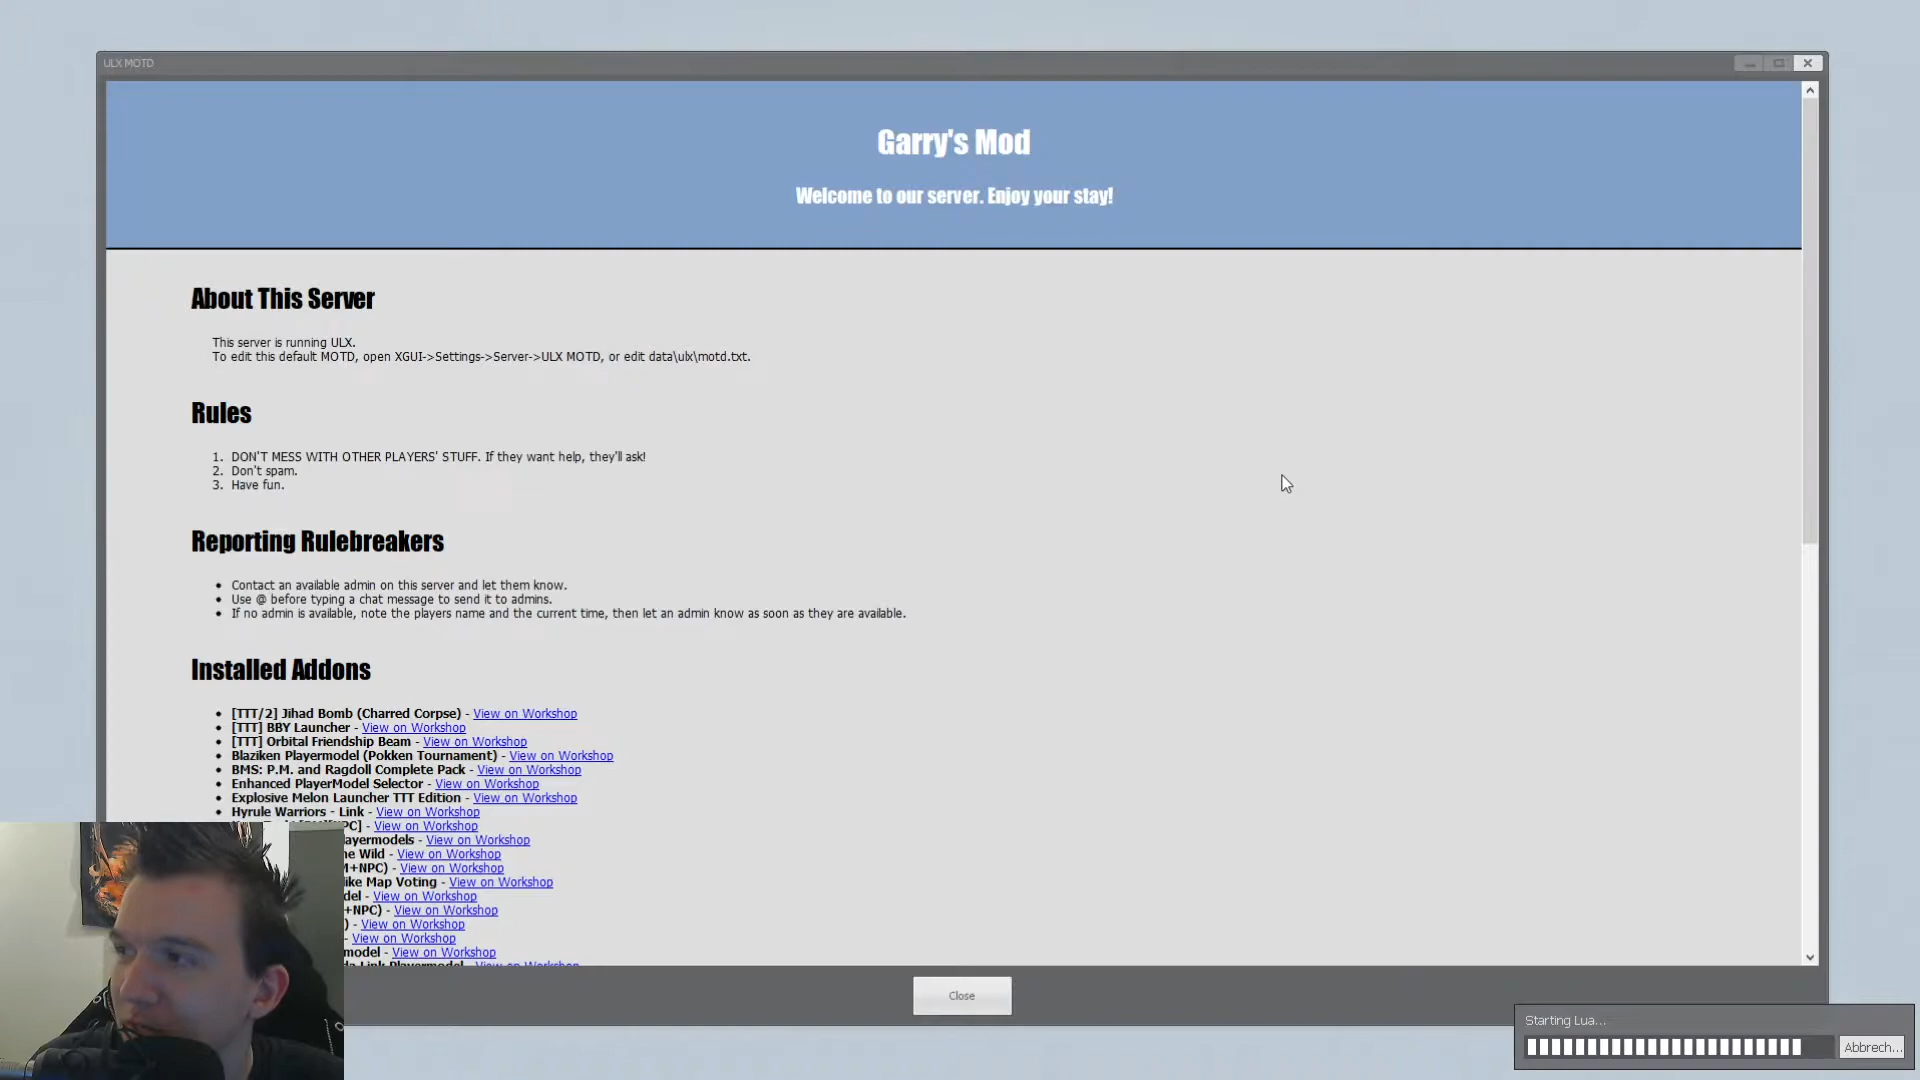 ULX MOTD
Garry's Mod
Welcome to our server. Enjoy your stay!
About This Server
This server is running ULX.
To edit this default MOTD, open XGUI->Settings->Server->ULX MOTD, or edit data\ulx\motd.txt.
Rules
1. DON'T MESS WITH OTHER PLAYERS' STUFF. If they want help, they'll ask!
2. Don't spam.
3. Have fun.
Reporting Rulebreakers
• Contact an available admin on this server and let them know.
• Use @ before typing a chat message to send it to admins.
• If no admin is available, note the players name and the current time, then let an admin know as soon as they are available.
Installed Addons
• [TTT/2] Jihad Bomb (Charred Corpse) - View on Workshop
• [TTT] BBY Launcher - View on Workshop
• [TTT] Orbital Friendship Beam - View on Workshop
• Blaziken Playermodel (Pokken Tournament) - View on Workshop
• BMS: P.M. and Ragdoll Complete Pack - View on Workshop
• Enhanced PlayerModel Selector - View on Workshop
• Explosive Melon Launcher TTT Edition - View on Workshop
• Hyrule Warriors - Link - View on Workshop
PC] - View on Workshop
ayermodels - View on Workshop
he Wild - View on Workshop
M+NPC) - View on Workshop
ike Map Voting - View on Workshop
del - View on Workshop
+NPC) - View on Workshop
) - View on Workshop
- View on Workshop
model - View on Workshop
Link Playermodel - View on Workshop
Close
Starting Lua...
Abbrech...